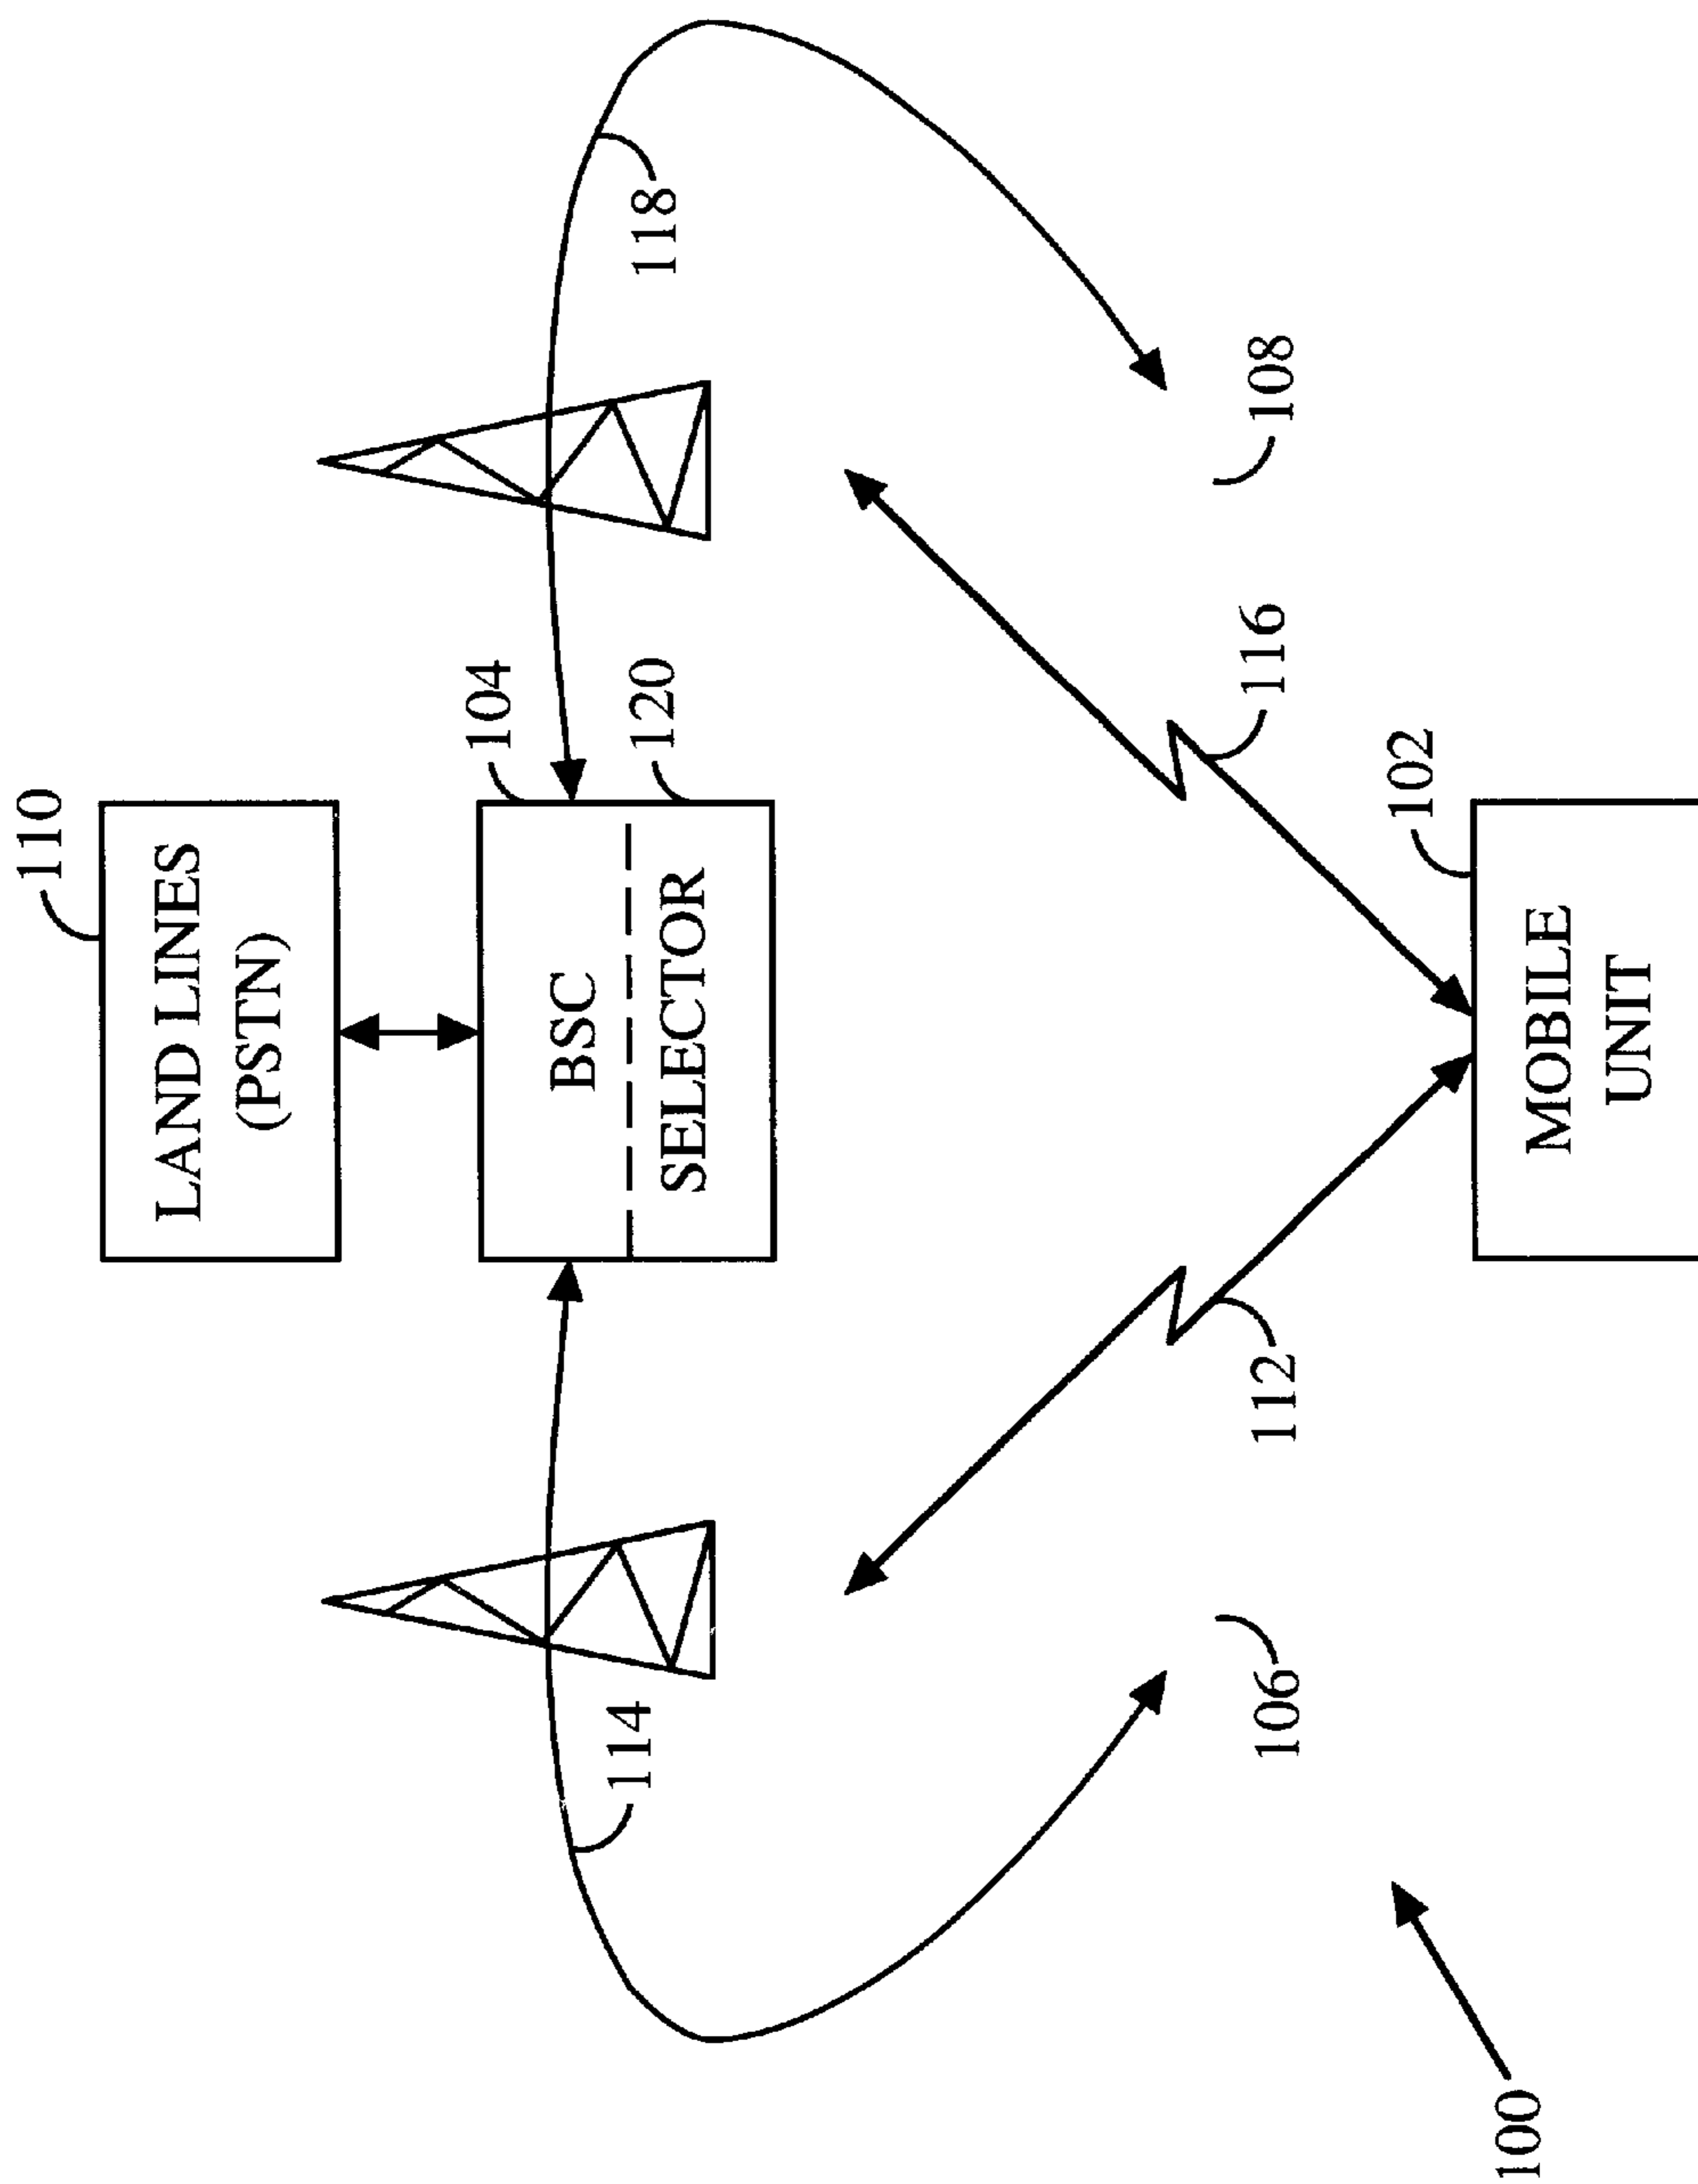 110
LAND LINES
(PSTN)
104
BSC
120
SELECTOR
114
118
112
116
106
108
102
MOBILE
UNIT
100